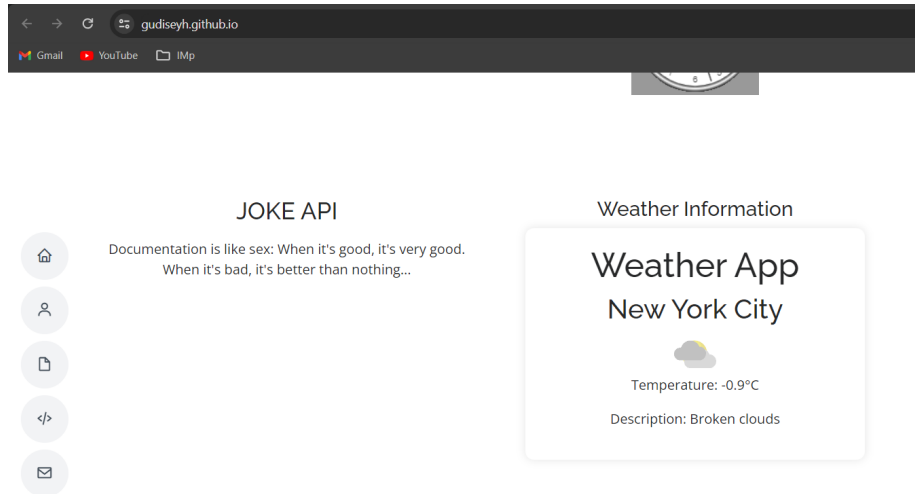 gudiseyh.github.io
Gmail YouTube IMp
6
JOKE API
Documentation is like sex: When it's good, it's very good.
When it's bad, it's better than nothing...
Weather Information
Weather App
New York City
Temperature: -0.9°C
Description: Broken clouds